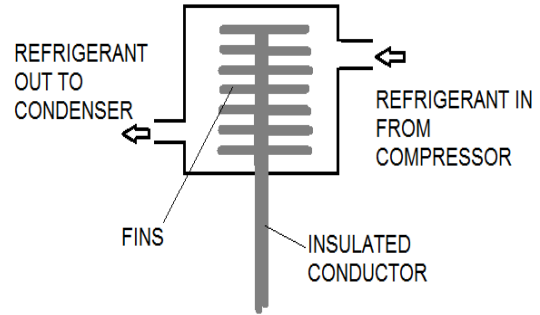 REFRIGERANT
OUT TO
CONDENSER
REFRIGERANT IN
FROM
COMPRESSOR
FINS
INSULATED
CONDUCTOR